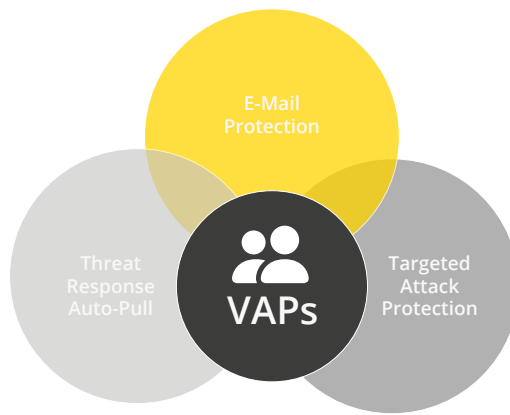 E-Mail
Protection
Threat
Response
Auto-Pull
VAPs
Targeted
Attack
Protection